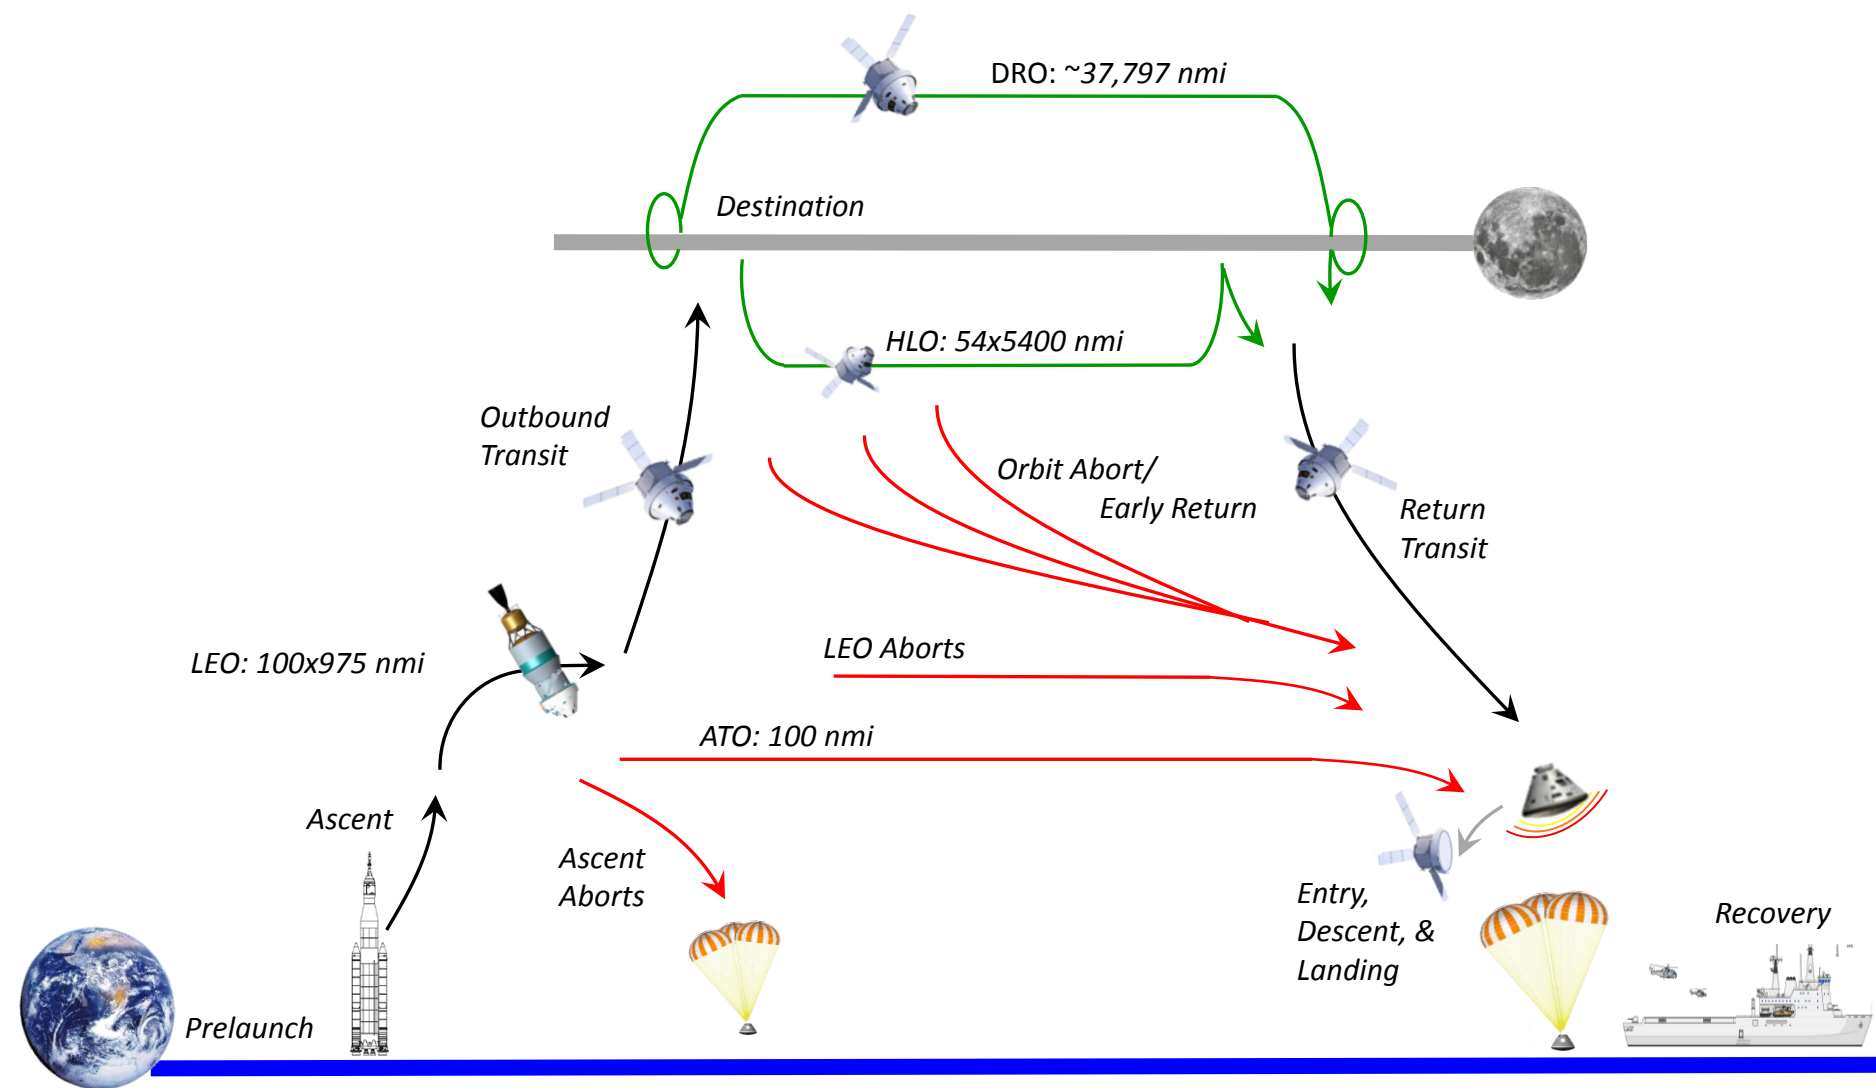 DRO: ~37,797 nmi
Destination
HLO: 54x5400 nmi
Outbound
Transit
Orbit Abort/
Early Return
Return
Transit
LEO: 100x975 nmi
LEO Aborts
ATO: 100 nmi
Ascent
Ascent
Aborts
Entry,
Descent, &
Landing
Recovery
Prelaunch